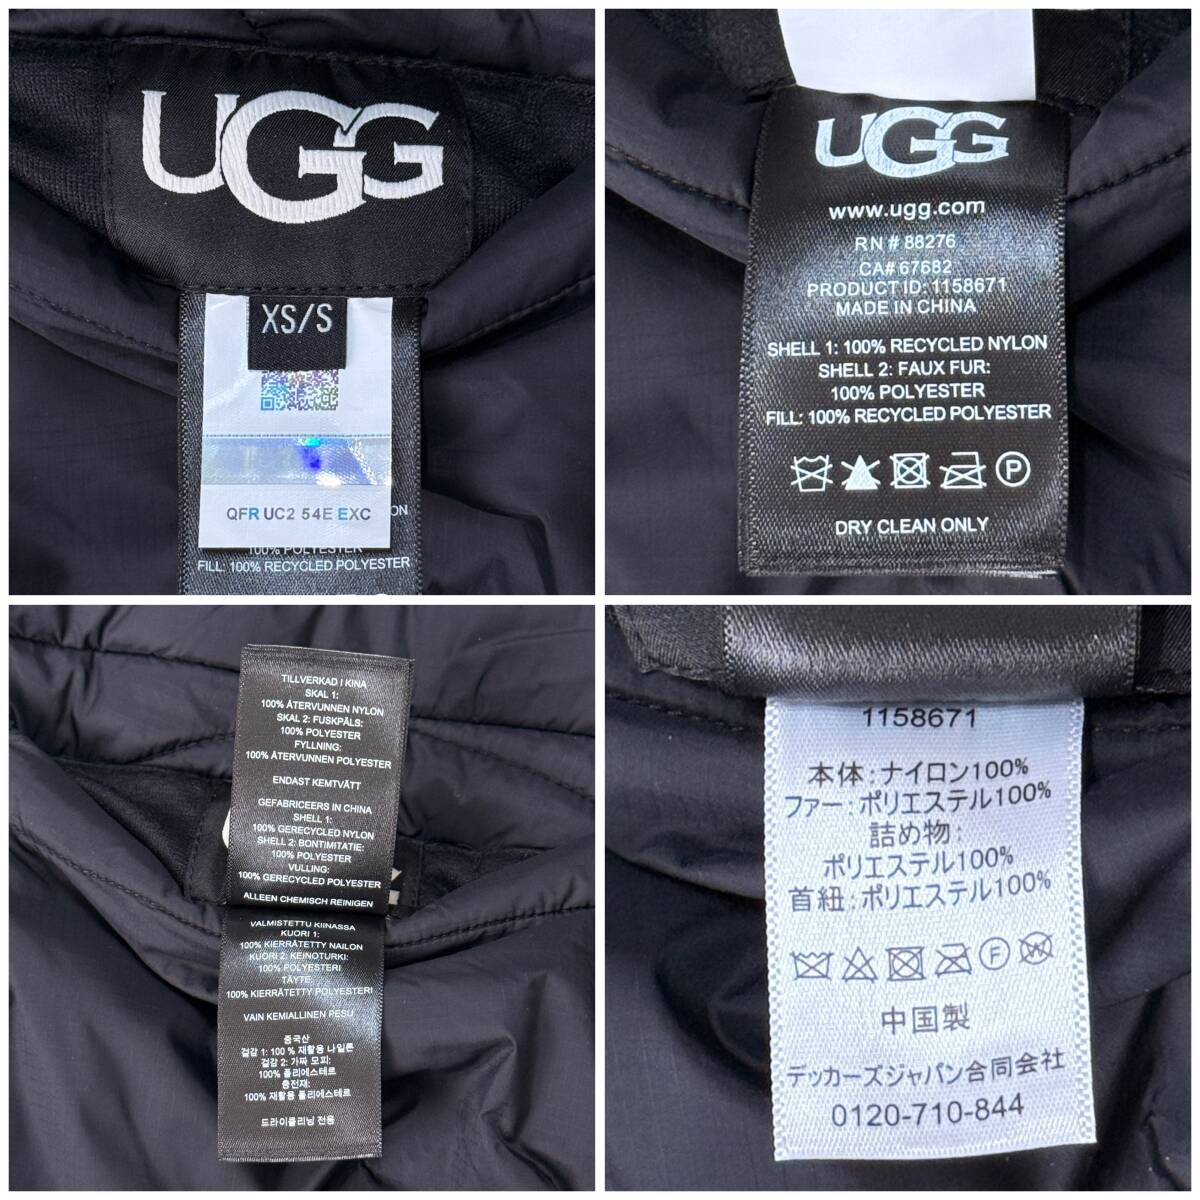 UGG
XS/S
QFR UC2 54E EXC
ON
100% POLYESTER
FILL: 100% RECYCLED POLYESTER
UGG
www.ugg.com
RN # 88276
CA# 67682
PRODUCT ID: 1158671
MADE IN CHINA
SHELL 1: 100% RECYCLED NYLON
SHELL 2: FAUX FUR:
100% POLYESTER
FILL: 100% RECYCLED POLYESTER
P
DRY CLEAN ONLY
TILLVERKAD I KINA
SKAL 1:
100% ÅTERVUNNEN NYLON
SKAL 2: FUSKPÄLS:
100% POLYESTER
FYLLNING:
100% ÅTERVUNNEN POLYESTER
ENDAST KEMTVÄTT
GEFABRICEERS IN CHINA
SHELL 1:
100% GERECYCLED NYLON
SHELL 2: BONTIMITATIE:
100% POLYESTER
VULLING:
100% GERECYCLED POLYESTER
ALLEEN CHEMISCH REINIGEN
VALMISTETTU KIINASSA
KUORI 1:
100% KIERRÄTETTY NAILON
KUORI 2: KEINOTURKI:
100% POLYESTERI
TÄYTE
100% KIERRÄTETTY POLYESTERI
VAIN KEMIALLINEN PESU
중국산
겉감 1: 100 % 재활용 나일론
겉감 2: 가짜 모피:
100% 폴리에스테르
충전재:
100% 재활용 폴리에스테르
드라이클리닝 전용
1158671
本体:ナイロン100%
ファー:ポリエステル100%
詰め物:
ポリエステル100%
首紐:ポリエステル100%
F W
中国製
デッカーズジャパン合同会社
0120-710-844